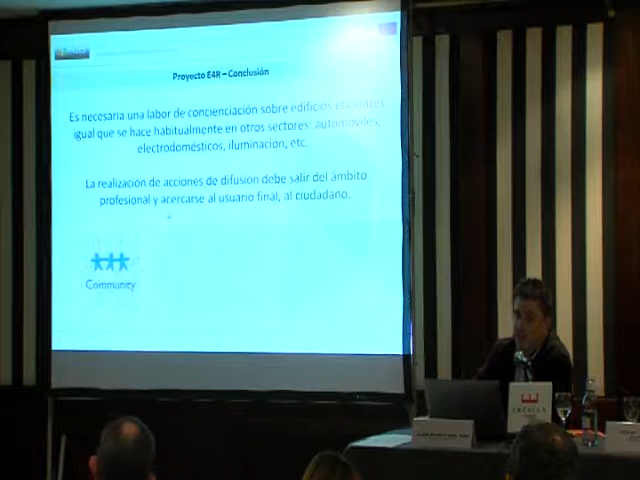 Proyecto E4R – Conclusión
Es necesaria una labor de concienciación sobre edificios eficientes
igual que se hace habitualmente en otros sectores: automóviles,
electrodomésticos, iluminación, etc.
La realización de acciones de difusión debe salir del ámbito
profesional y acercarse al usuario final, al ciudadano.
Community